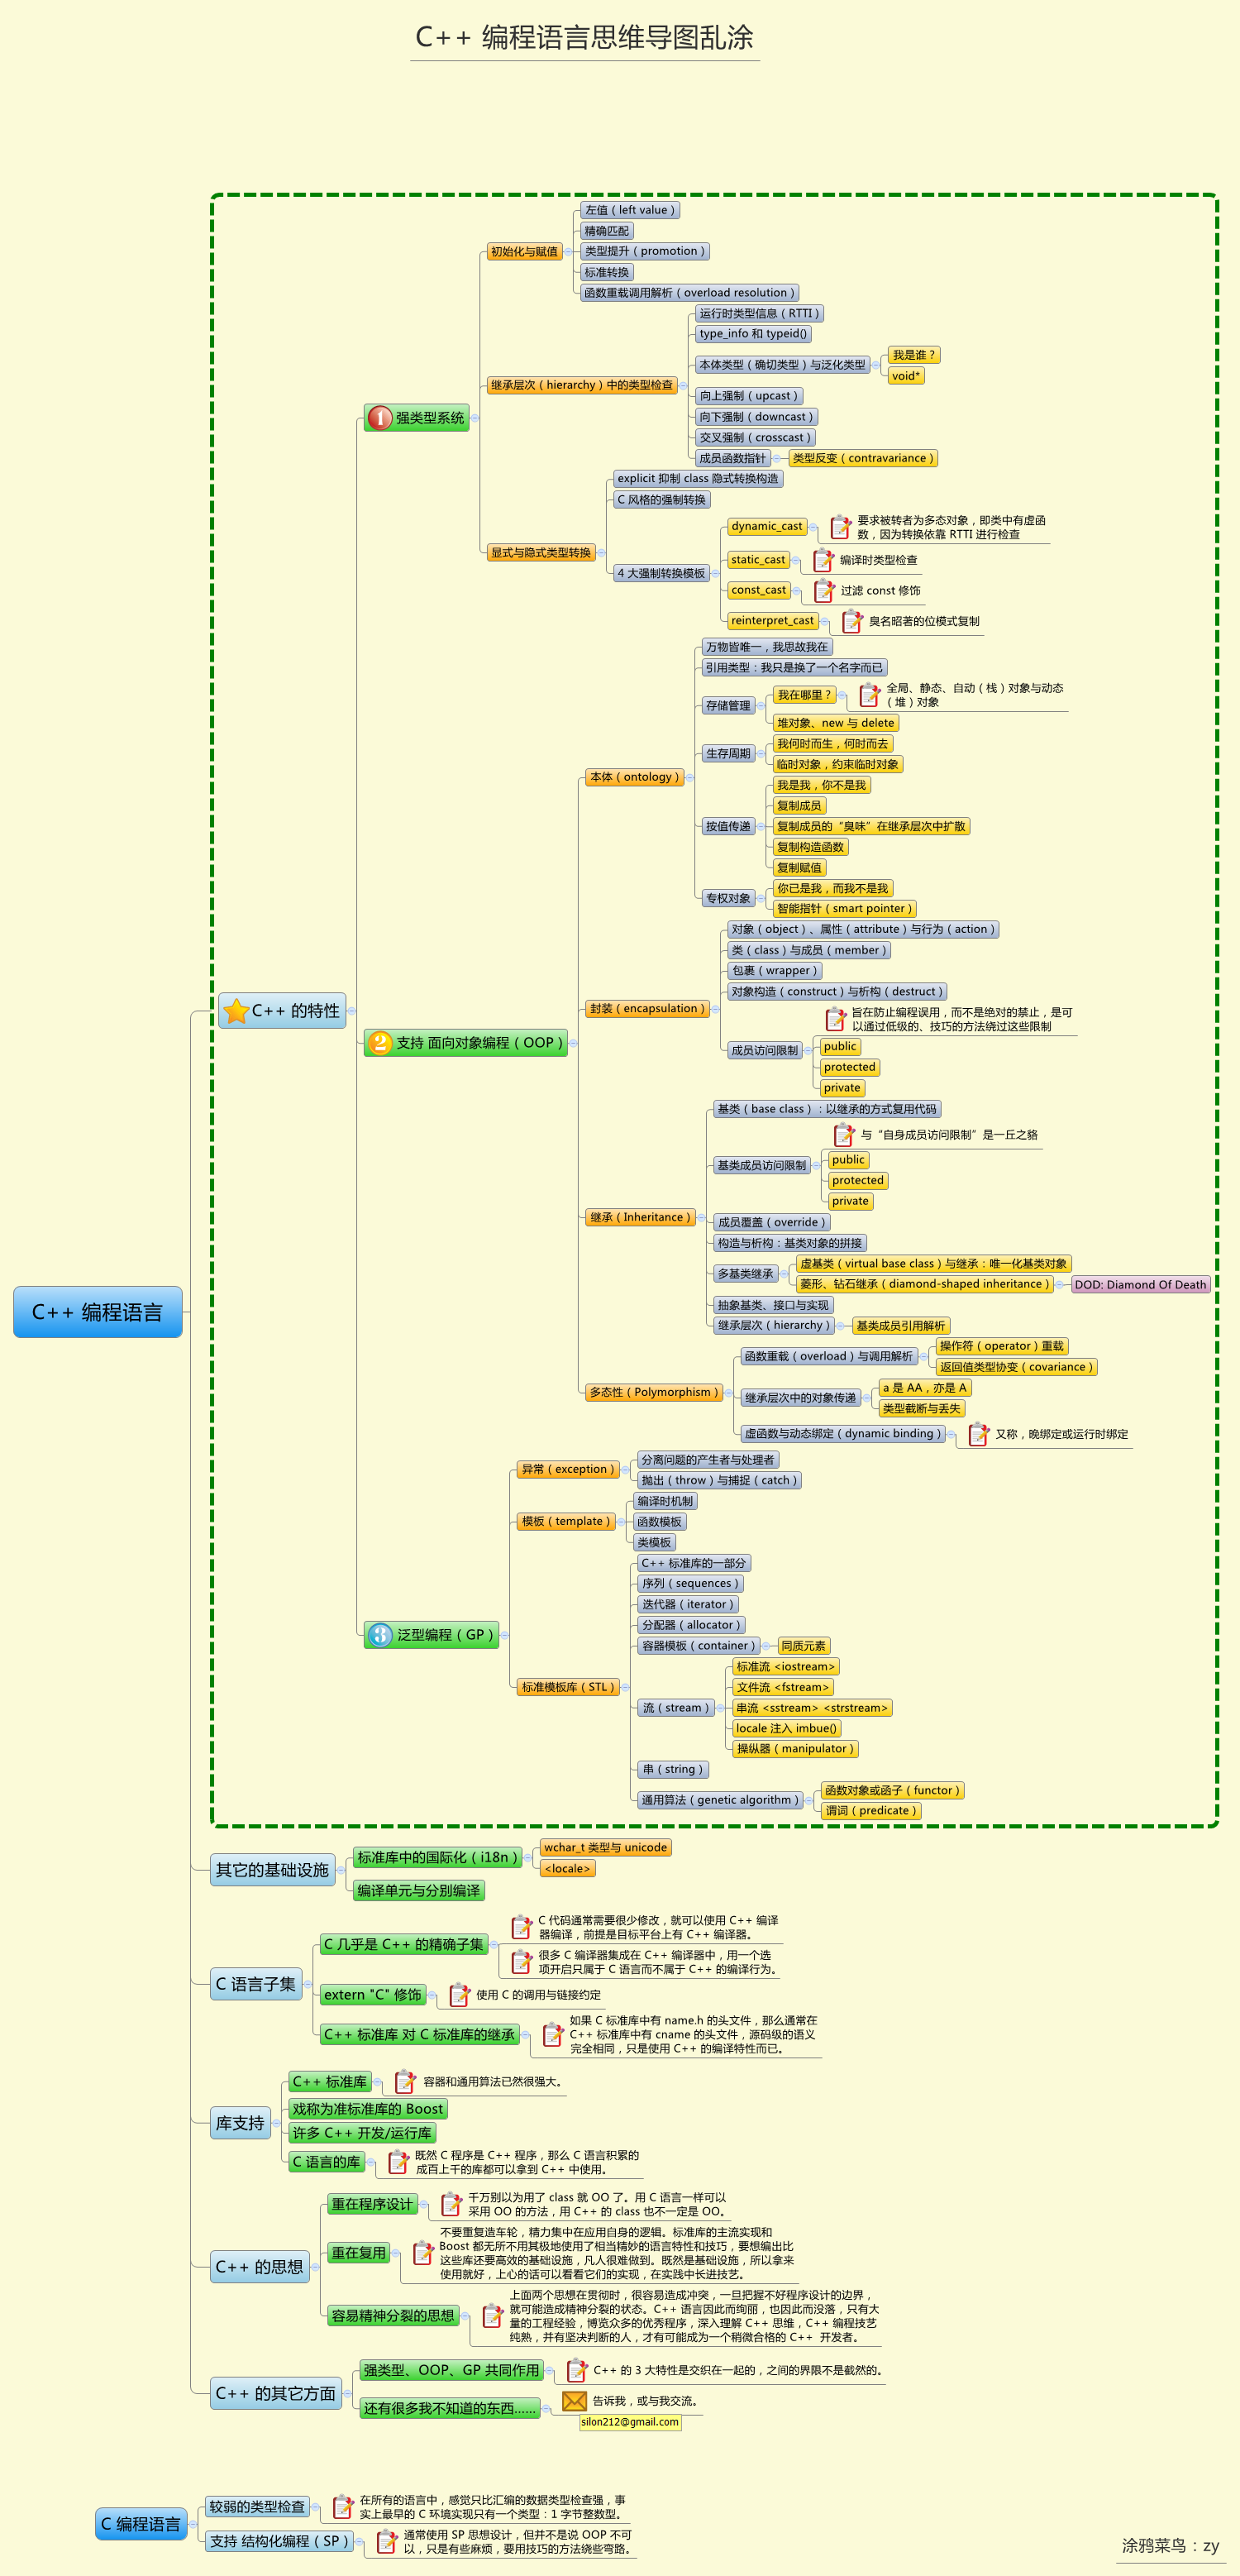 C++ 编程语言思维导图乱涂
左值 ( left value )
精确匹配
初始化与赋值
类型提升 ( promotion )
标准转换
函数重载调用解析 ( overload resolution )
运行时类型信息 ( RTTI )
type_info 和 typeid()
本体类型 ( 确切类型 ) 与泛化类型
我是谁 ?
void*
继承层次 ( hierarchy ) 中的类型检查
向上强制 ( upcast )
向下强制 ( downcast )
交叉强制 ( crosscast )
成员函数指针
类型反变 ( contravariance )
强类型系统
explicit 抑制 class 隐式转换构造
C 风格的强制转换
显式与隐式类型转换
4 大强制转换模板
dynamic_cast
要求被转者为多态对象，即类中有虚函
数，因为转换依靠 RTTI 进行检查
static_cast
编译时类型检查
const_cast
过滤 const 修饰
reinterpret_cast
臭名昭著的位模式复制
万物皆唯一，我思故我在
引用类型：我只是换了一个名字而已
存储管理
我在哪里 ?
全局、静态、自动 ( 栈 ) 对象与动态
( 堆 ) 对象
堆对象、new 与 delete
生存周期
我何时而生，何时而去
临时对象，约束临时对象
本体 ( ontology )
按值传递
我是我，你不是我
复制成员
复制成员的 “臭味” 在继承层次中扩散
复制构造函数
复制赋值
专权对象
你已是我，而我不是我
智能指针 ( smart pointer )
对象 ( object ) 、属性 ( attribute ) 与行为 ( action )
类 ( class ) 与成员 ( member )
包裹 ( wrapper )
对象构造 ( construct ) 与析构 ( destruct )
封装 ( encapsulation )
成员访问限制
旨在防止编程误用，而不是绝对的禁止，是可
以通过低级的、技巧的方法绕过这些限制
public
protected
private
C++ 的特性
支持 面向对象编程 ( OOP )
基类 ( base class ) ：以继承的方式复用代码
基类成员访问限制
与 “自身成员访问限制” 是一丘之貉
public
protected
private
继承 ( Inheritance )
成员覆盖 ( override )
构造与析构：基类对象的拼接
多基类继承
虚基类 ( virtual base class ) 与继承：唯一化基类对象
菱形、钻石继承 ( diamond-shaped inheritance )
DOD: Diamond Of Death
抽象基类、接口与实现
继承层次 ( hierarchy )
基类成员引用解析
C++ 编程语言
函数重载 ( overload ) 与调用解析
操作符 ( operator ) 重载
返回值类型协变 ( covariance )
多态性 ( Polymorphism )
继承层次中的对象传递
a 是 AA，亦是 A
类型截断与丢失
虚函数与动态绑定 ( dynamic binding )
又称，晚绑定或运行时绑定
异常 ( exception )
分离问题的产生者与处理者
抛出 ( throw ) 与捕捉 ( catch )
模板 ( template )
编译时机制
函数模板
类模板
泛型编程 ( GP )
C++ 标准库的一部分
序列 ( sequences )
迭代器 ( iterator )
分配器 ( allocator )
容器模板 ( container )
同质元素
标准模板库 ( STL )
流 ( stream )
标准流 <iostream>
文件流 <fstream>
串流 <sstream> <strstream>
locale 注入 imbue()
操纵器 ( manipulator )
串 ( string )
通用算法 ( genetic algorithm )
函数对象或函子 ( functor )
谓词 ( predicate )
其它的基础设施
标准库中的国际化 ( i18n )
wchar_t 类型与 unicode
<locale>
编译单元与分别编译
C 语言子集
C 几乎是 C++ 的精确子集
C 代码通常需要很少修改，就可以使用 C++ 编译
器编译，前提是目标平台上有 C++ 编译器。
很多 C 编译器集成在 C++ 编译器中，用一个选
项开启只属于 C 语言而不属于 C++ 的编译行为。
extern "C" 修饰
使用 C 的调用与链接约定
C++ 标准库 对 C 标准库的继承
如果 C 标准库中有 name.h 的头文件，那么通常在
C++ 标准库中有 cname 的头文件，源码级的语义
完全相同，只是使用 C++ 的编译特性而已。
库支持
C++ 标准库
容器和通用算法已然很强大。
戏称为准标准库的 Boost
许多 C++ 开发/运行库
C 语言的库
既然 C 程序是 C++ 程序，那么 C 语言积累的
成百上千的库都可以拿到 C++ 中使用。
C++ 的思想
重在程序设计
千万别以为用了 class 就 OO 了。用 C 语言一样可以
采用 OO 的方法，用 C++ 的 class 也不一定是 OO。
重在复用
不要重复造车轮，精力集中在应用自身的逻辑。标准库的主流实现和
Boost 都无所不用其极地使用了相当精妙的语言特性和技巧，要想编出比
这些库还要高效的基础设施，凡人很难做到。既然是基础设施，所以拿来
使用就好，上心的话可以看看它们的实现，在实践中长进技艺。
容易精神分裂的思想
上面两个思想在贯彻时，很容易造成冲突，一旦把握不好程序设计的边界，
就可能造成精神分裂的状态。C++ 语言因此而绚丽，也因此而没落，只有大
量的工程经验，博览众多的优秀程序，深入理解 C++ 思维，C++ 编程技艺
纯熟，并有坚决判断的人，才有可能成为一个稍微合格的 C++ 开发者。
C++ 的其它方面
强类型、OOP、GP 共同作用
C++ 的 3 大特性是交织在一起的，之间的界限不是截然的。
还有很多我不知道的东西......
告诉我，或与我交流。
silon212@gmail.com
C 编程语言
较弱的类型检查
在所有的语言中，感觉只比汇编的数据类型检查强，事
实上最早的 C 环境实现只有一个类型：1 字节整数型。
支持 结构化编程 ( SP )
通常使用 SP 思想设计，但并不是说 OOP 不可
以，只是有些麻烦，要用技巧的方法绕些弯路。
涂鸦菜鸟：zy